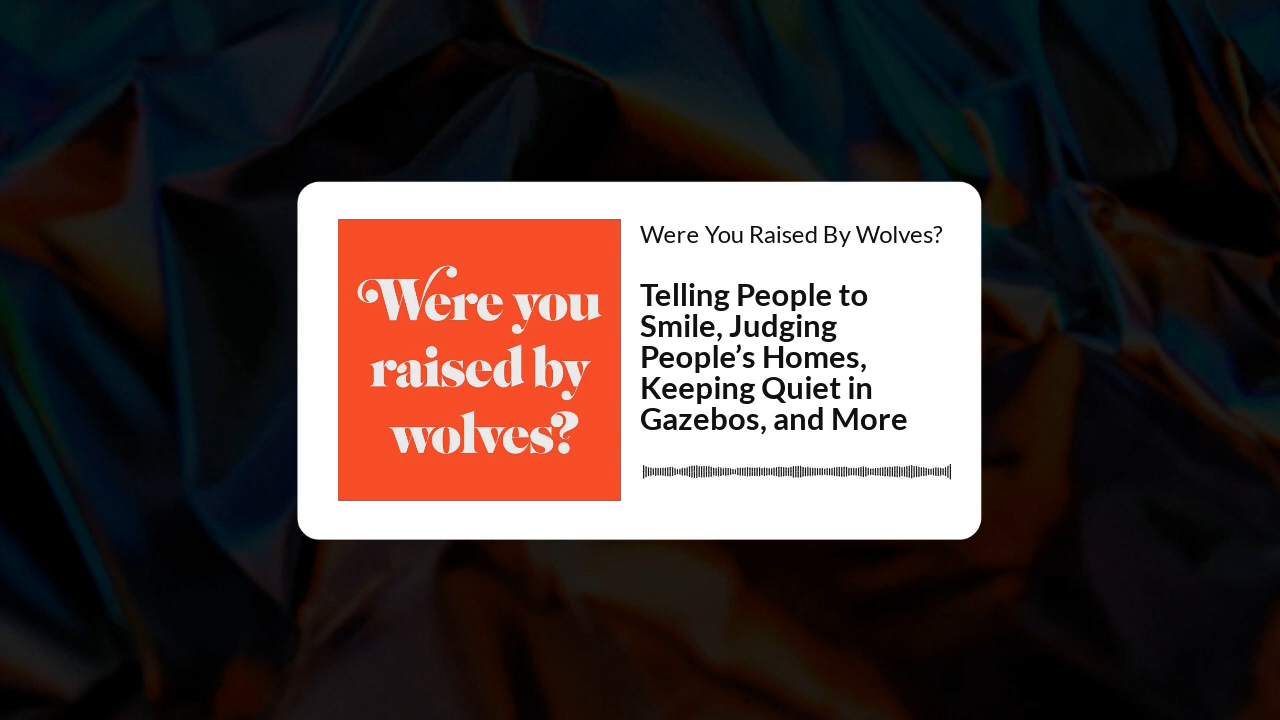 Were you
raised by
wolves?
Were You Raised By Wolves?
Telling People to
Smile, Judging
People’s Homes,
Keeping Quiet in
Gazebos, and More